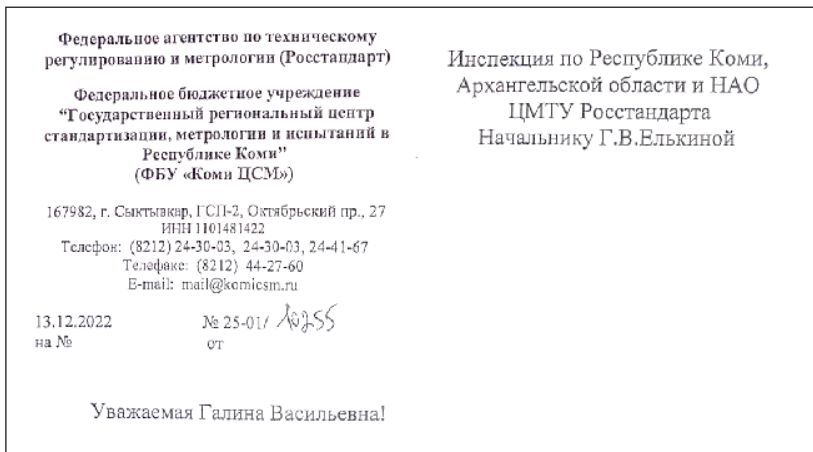 Федеральное агентство по техническому
регулированию и метрологии (Росстандарт)
Федеральное бюджетное учреждение
“Государственный региональный центр
стандартизации, метрологии и испытаний в
Республике Коми”
(ФБУ «Коми ЦСМ»)
167982, г. Сыктывкар, ГСП-2, Октябрьский пр., 27
ИНН 1101481422
Телефон: (8212) 24-30-03, 24-30-03, 24-41-67
Телефакс: (8212) 44-27-60
E-mail: mail@komicsm.ru
13.12.2022 № 25-01/ 10255
на № от
Инспекция по Республике Коми,
Архангельской области и НАО
ЦМТУ Росстандарта
Начальнику Г.В.Елькиной
Уважаемая Галина Васильевна!